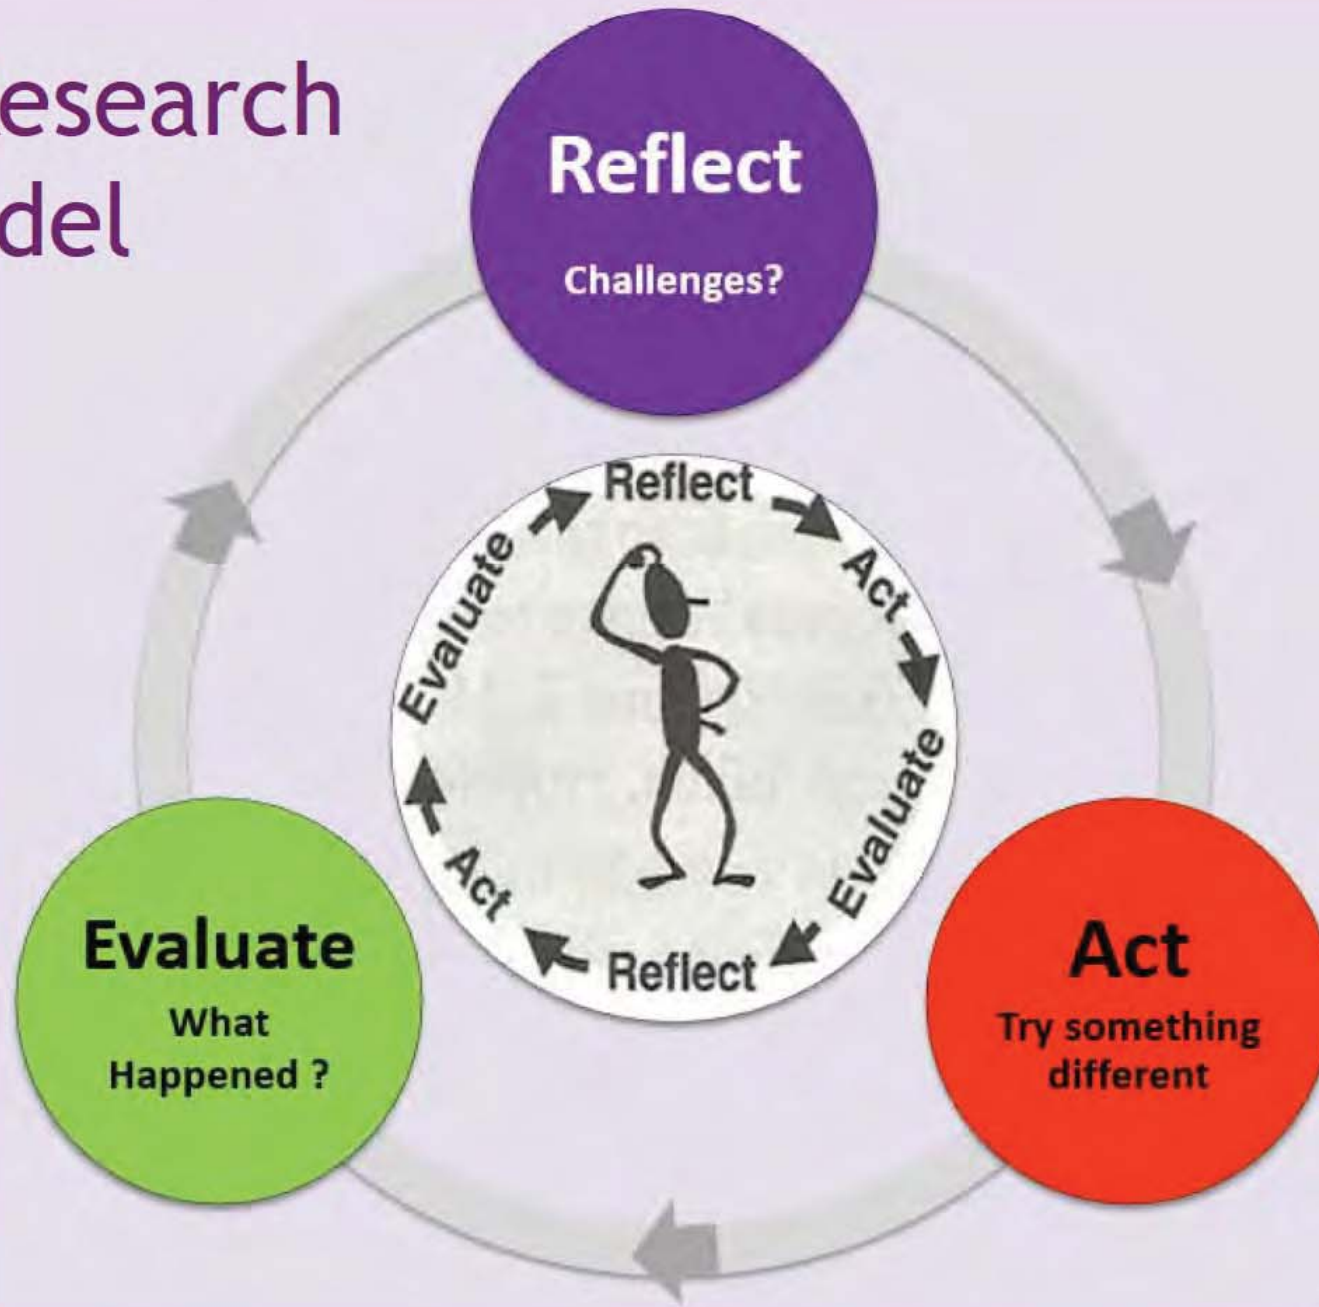 esearch
del
Reflect
Challenges?
Reflect
Act
Evaluate
Reflect
Act
Evaluate
Act
Try something
different
Evaluate
What
Happened ?